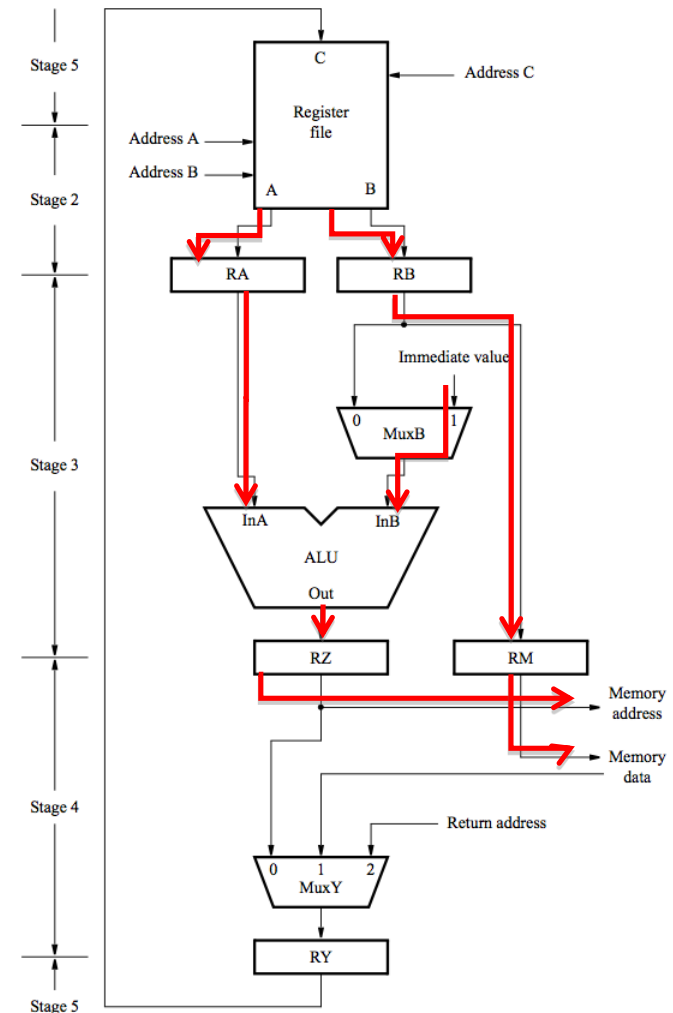 C
Stage 5
Address C
Register
file
Address A
Address B
Stage 2
A
B
RA
RB
Immediate value
0
1
MuxB
Stage 3
InA
InB
ALU
Out
RZ
RM
Memory
address
Memory
data
Stage 4
Return address
0
1
2
MuxY
RY
Stage 5